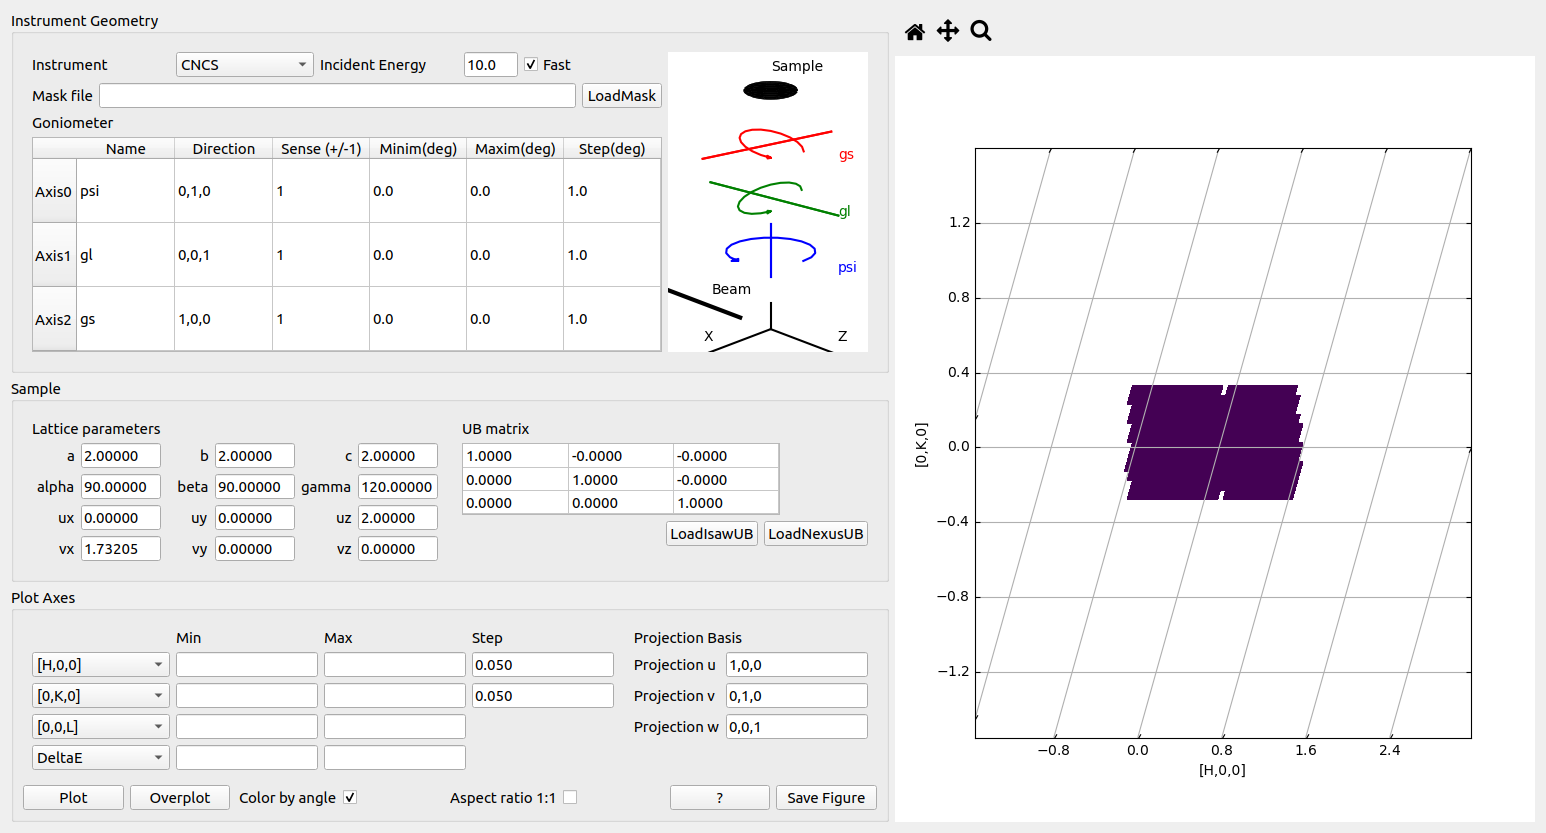 Instrument Geometry
Instrument CNCS Incident Energy 10.0 Fast
Mask file LoadMask
Goniometer
Name Direction Sense (+/-1) Minim(deg) Maxim(deg) Step(deg)
Axis0 psi 0,1,0 1 0.0 0.0 1.0
Axis1 gl 0,0,1 1 0.0 0.0 1.0
Axis2 gs 1,0,0 1 0.0 0.0 1.0
Sample
gs
gl
psi
Beam
X Z
Sample
Lattice parameters
a 2.00000 b 2.00000 c 2.00000
alpha 90.00000 beta 90.00000 gamma 120.00000
ux 0.00000 uy 0.00000 uz 2.00000
vx 1.73205 vy 0.00000 vz 0.00000
UB matrix
1.0000 -0.0000 -0.0000
0.0000 1.0000 -0.0000
0.0000 0.0000 1.0000
LoadIsawUB LoadNexusUB
Plot Axes
Min Max Step Projection Basis
[H,0,0] 0.050 Projection u 1,0,0
[0,K,0] 0.050 Projection v 0,1,0
[0,0,L] Projection w 0,0,1
DeltaE
Plot Overplot Color by angle Aspect ratio 1:1 ? Save Figure
1.2
0.8
0.4
0.0
−0.4
−0.8
−1.2
[0,K,0]
−0.8 0.0 0.8 1.6 2.4
[H,0,0]